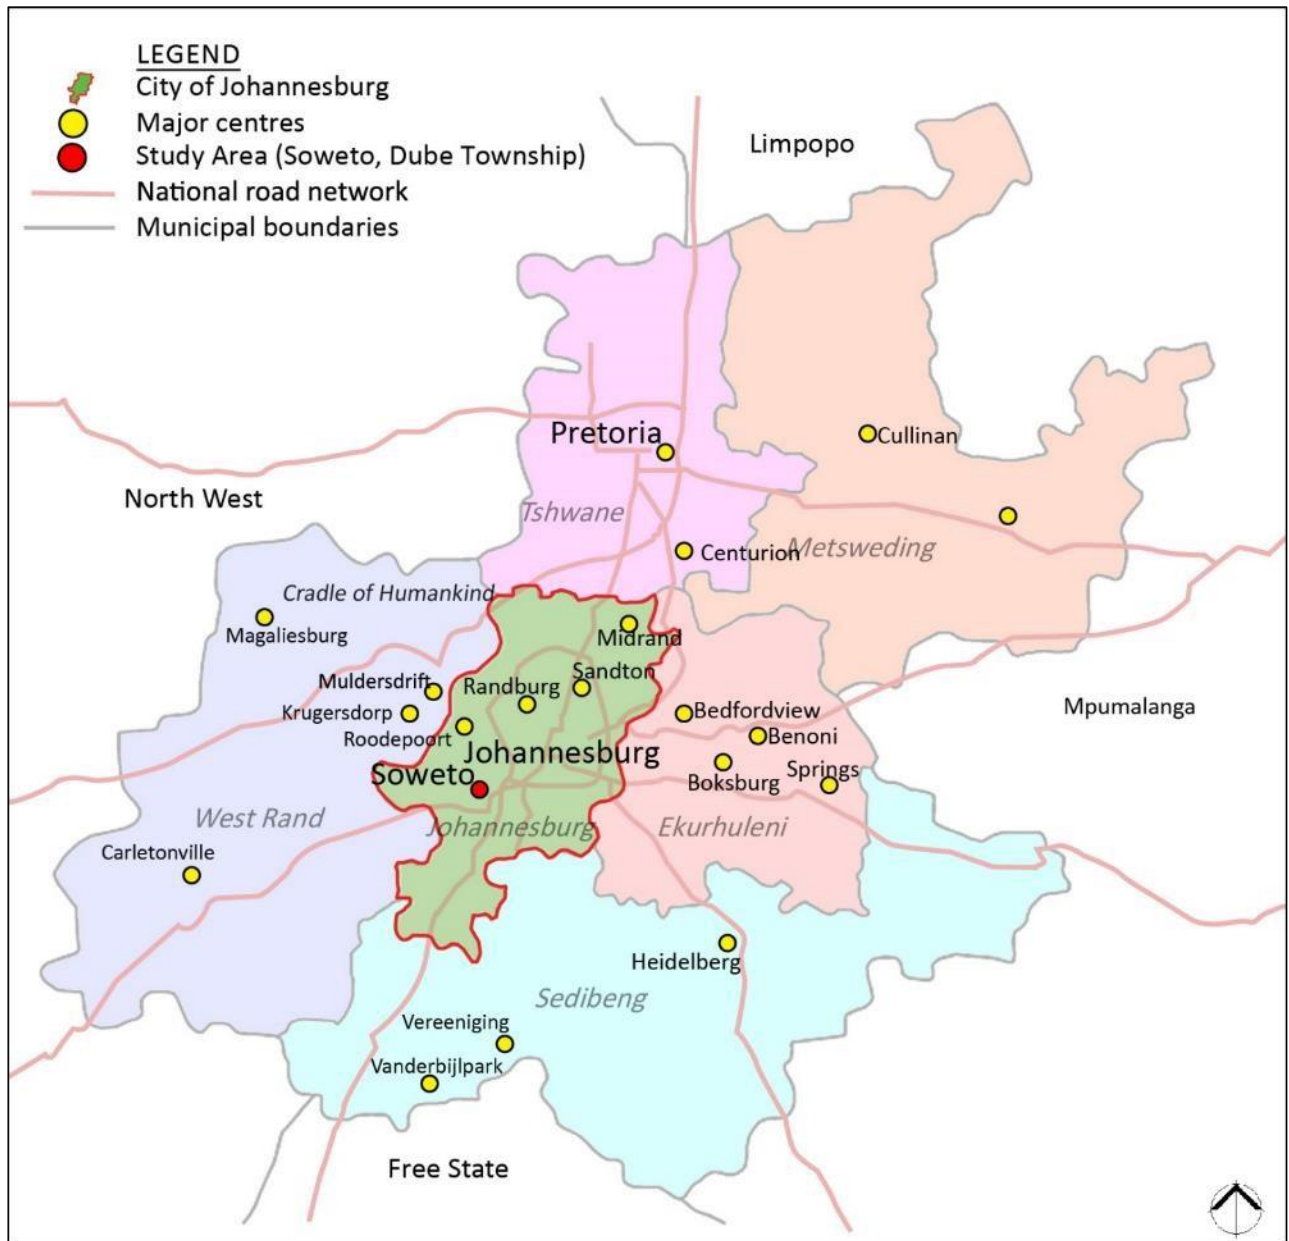 LEGEND
City of Johannesburg
Major centres
Study Area (Soweto, Dube Township)
National road network
Municipal boundaries
Limpopo
Pretoria
Cullinan
North West
Tshwane
Centurion
Metsweding
Cradle of Humankind
Magaliesburg
Midrand
Muldersdrift
Randburg
Sandton
Krugersdorp
Bedfordview
Mpumalanga
Roodepoort
Johannesburg
Benoni
Soweto
Boksburg
Springs
West Rand
Johannesburg
Ekurhuleni
Carletonville
Heidelberg
Sedibeng
Vereeniging
Vanderbijlpark
Free State